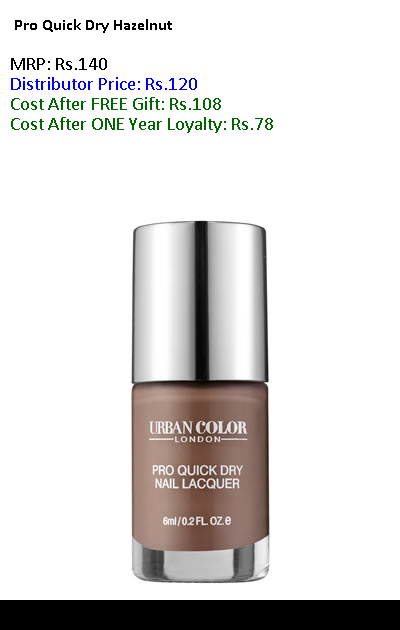 Pro Quick Dry Hazelnut
MRP: Rs.140
Distributor Price: Rs.120
Cost After FREE Gift: Rs.108
Cost After ONE Year Loyalty: Rs.78
URBAN COLOR
LONDON
PRO QUICK DRY
NAIL LACQUER
6ml/0.2 FL. OZ.e